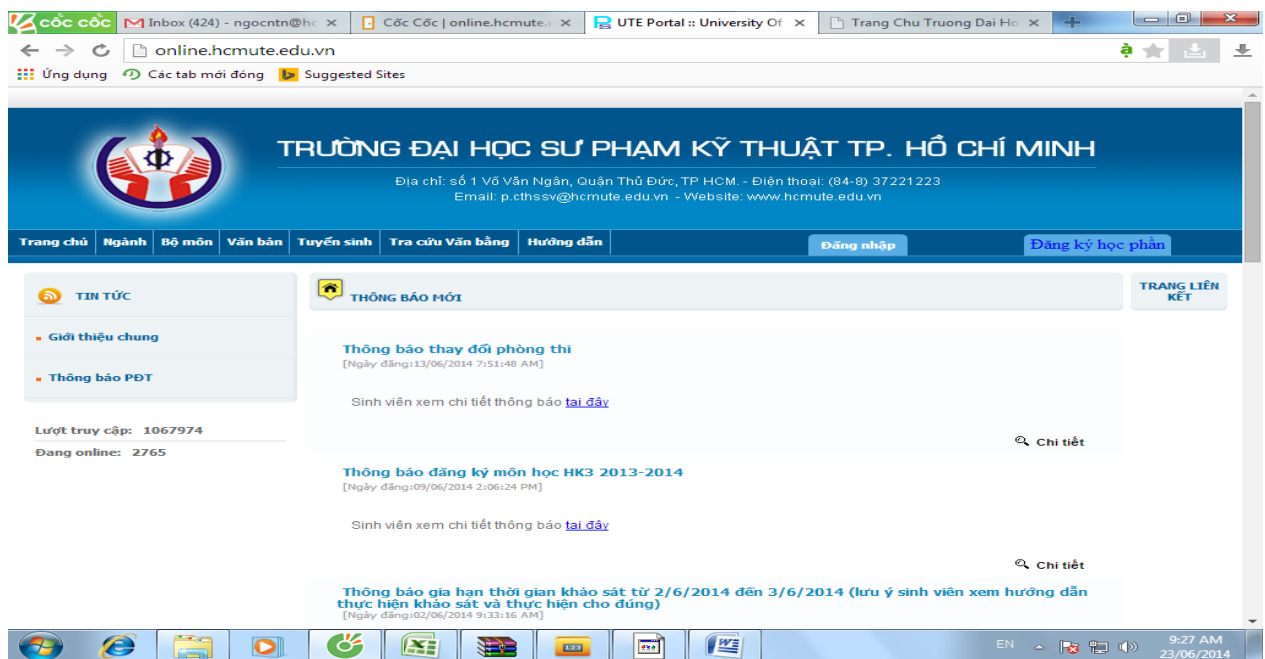 cốc cốc
Inbox (424) - ngocntn@hc
Cốc Cốc | online.hcmute.
UTE Portal :: University Of
Trang Chu Truong Dai Ho
online.hcmute.edu.vn
Ứng dụng Các tab mới đóng Suggested Sites
TRƯỜNG ĐẠI HỌC SƯ PHẠM KỸ THUẬT TP. HỒ CHÍ MINH
Địa chỉ: số 1 Võ Văn Ngân, Quận Thủ Đức, TP HCM. - Điện thoại: (84-8) 37221223
Email: p.cthssv@hcmute.edu.vn - Website: www.hcmute.edu.vn
Trang chủ Ngành Bộ môn Văn bản Tuyển sinh Tra cứu Văn bằng Hướng dẫn Đăng nhập Đăng ký học phần
TIN TỨC
Giới thiệu chung
Thông báo PĐT
Lượt truy cập: 1067974
Đang online: 2765
THÔNG BÁO MỚI
Thông báo thay đổi phòng thi
[Ngày đăng:13/06/2014 7:51:48 AM]
Sinh viên xem chi tiết thông báo tại đây
Chi tiết
Thông báo đăng ký môn học HK3 2013-2014
[Ngày đăng:09/06/2014 2:06:24 PM]
Sinh viên xem chi tiết thông báo tại đây
Chi tiết
Thông báo gia hạn thời gian khảo sát từ 2/6/2014 đến 3/6/2014 (lưu ý sinh viên xem hướng dẫn
thực hiện khảo sát và thực hiện cho đúng)
[Ngày đăng:02/06/2014 9:33:16 AM]
TRANG LIÊN
KẾT
EN
9:27 AM
23/06/2014